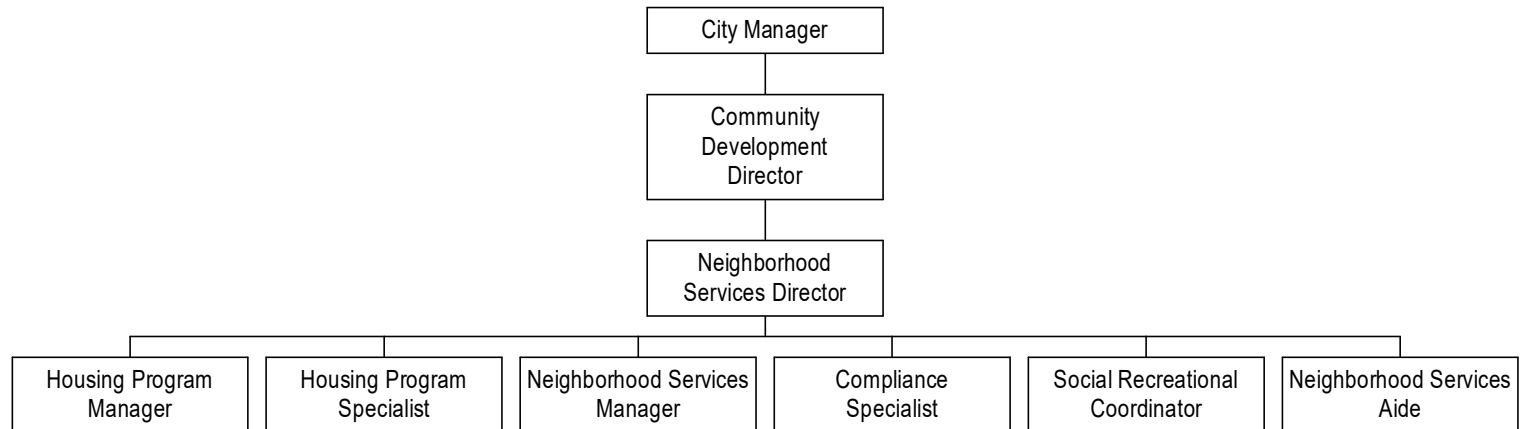 City Manager
Community
Development
Director
Neighborhood
Services Director
Housing Program
Manager
Housing Program
Specialist
Neighborhood Services
Manager
Compliance
Specialist
Social Recreational
Coordinator
Neighborhood Services
Aide